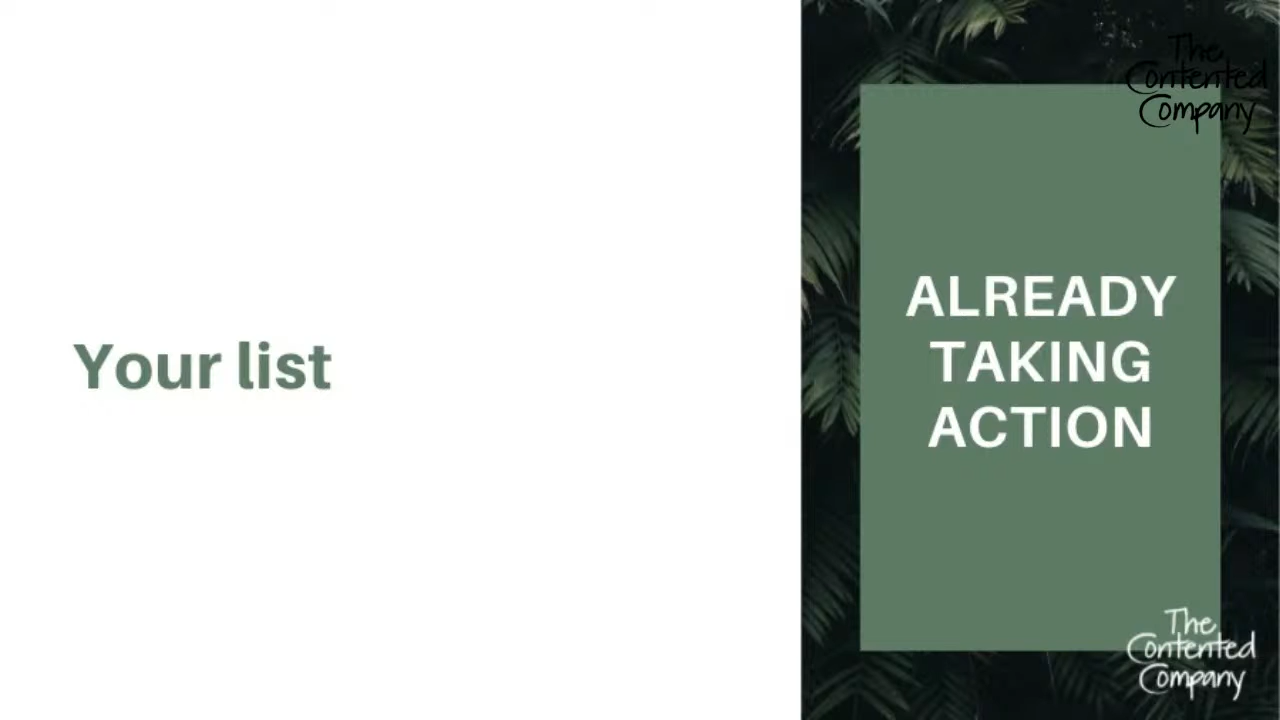 Your list
The
Contented
Company
ALREADY
TAKING
ACTION
The
Contented
Company